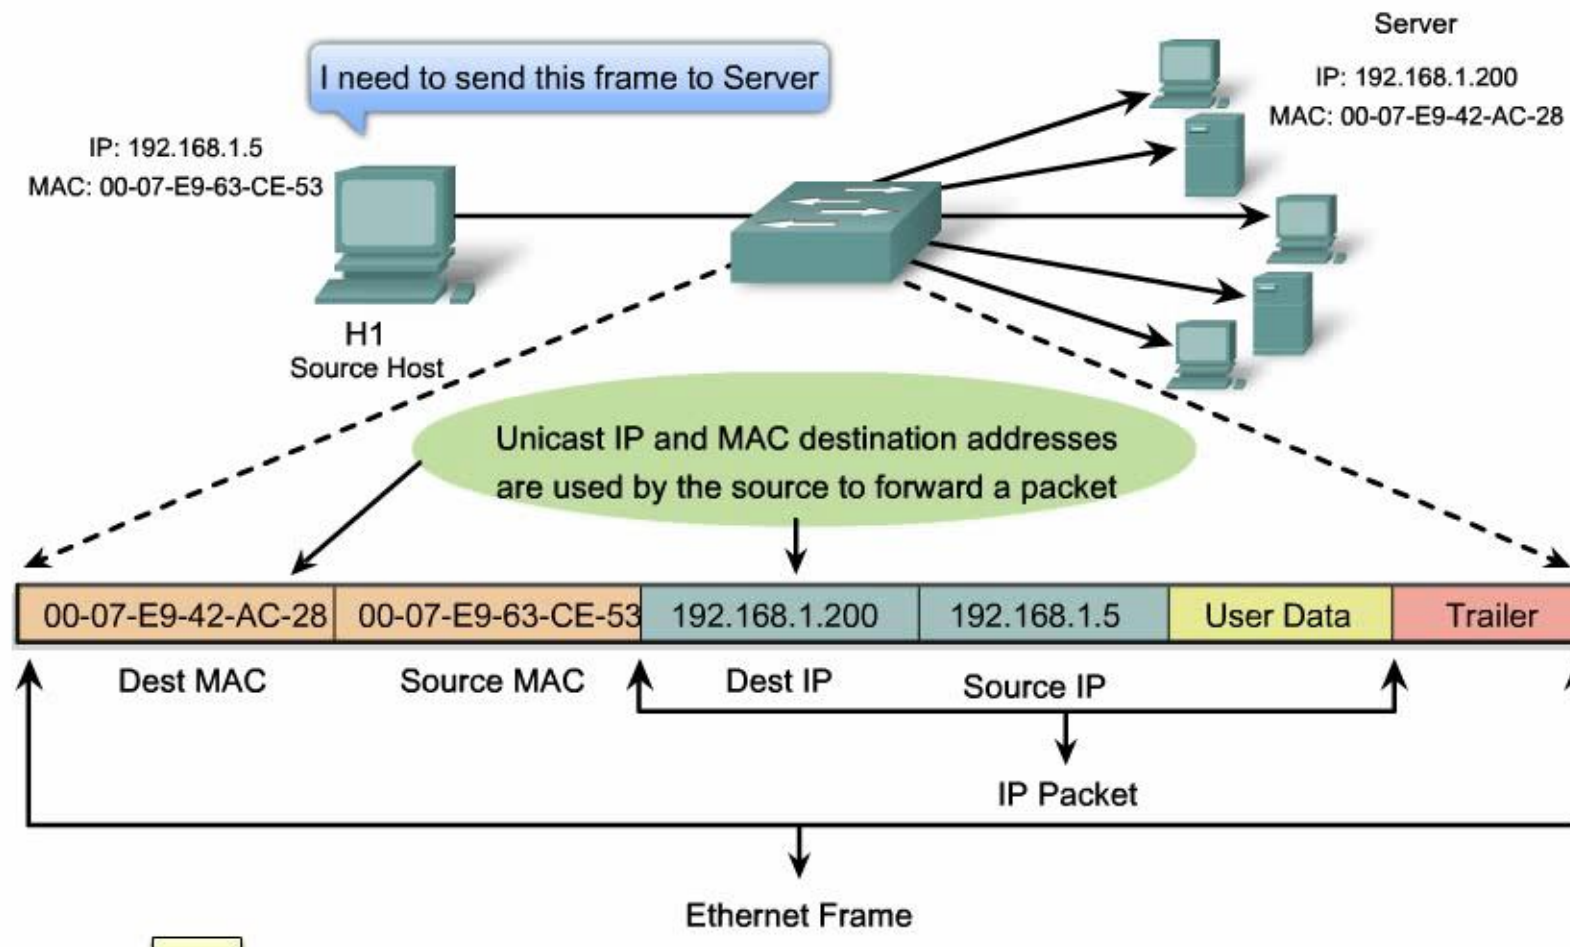 Server
I need to send this frame to Server
IP: 192.168.1.200
MAC: 00-07-E9-42-AC-28
IP: 192.168.1.5
MAC: 00-07-E9-63-CE-53
H1
Source Host
Unicast IP and MAC destination addresses
are used by the source to forward a packet
00-07-E9-42-AC-28 00-07-E9-63-CE-53 192.168.1.200 192.168.1.5 User Data Trailer
Dest MAC Source MAC Dest IP Source IP
IP Packet
Ethernet Frame